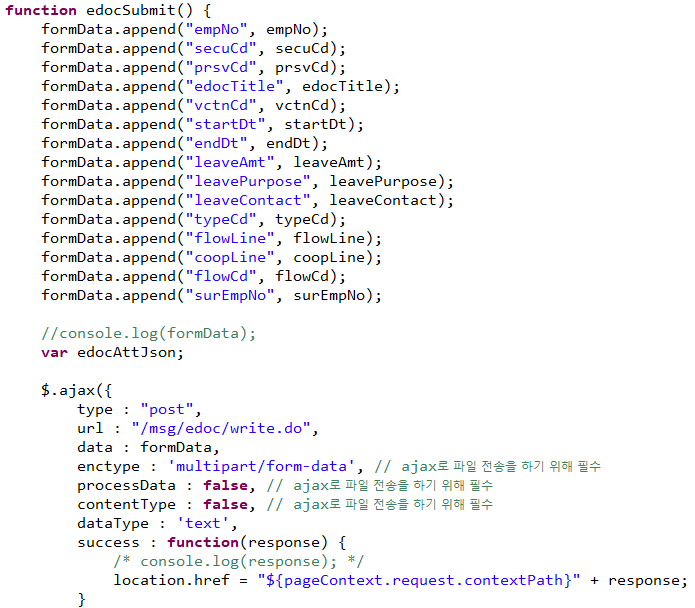 function edocSubmit() {
    formData.append("empNo", empNo);
    formData.append("secuCd", secuCd);
    formData.append("prsvCd", prsvCd);
    formData.append("edocTitle", edocTitle);
    formData.append("vctnCd", vctnCd);
    formData.append("startDt", startDt);
    formData.append("endDt", endDt);
    formData.append("leaveAmt", leaveAmt);
    formData.append("leavePurpose", leavePurpose);
    formData.append("leaveContact", leaveContact);
    formData.append("typeCd", typeCd);
    formData.append("flowLine", flowLine);
    formData.append("coopLine", coopLine);
    formData.append("flowCd", flowCd);
    formData.append("surEmpNo", surEmpNo);

    //console.log(formData);
    var edocAttJson;

    $.ajax({
        type : "post",
        url : "/msg/edoc/write.do",
        data : formData,
        enctype : 'multipart/form-data', // ajax로 파일 전송을 하기 위해 필수
        processData : false, // ajax로 파일 전송을 하기 위해 필수
        contentType : false, // ajax로 파일 전송을 하기 위해 필수
        dataType : 'text',
        success : function(response) {
            /* console.log(response); */
            location.href = "${pageContext.request.contextPath}" + response;
        }